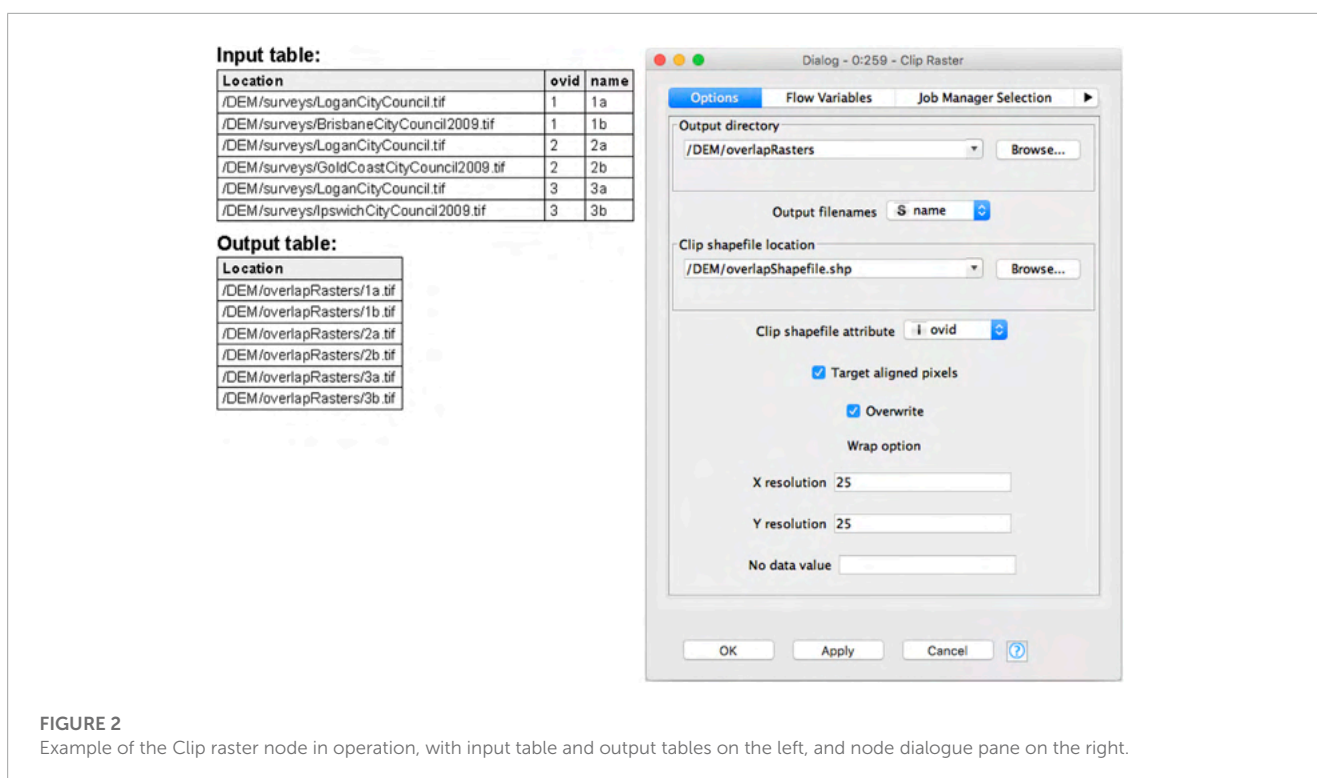 Input table:
Location ovid name
/DEM/surveys/LoganCityCouncil.tif 1 1a
/DEM/surveys/BrisbaneCityCouncil2009.tif 1 1b
/DEM/surveys/LoganCityCouncil.tif 2 2a
/DEM/surveys/GoldCoastCityCouncil2009.tif 2 2b
/DEM/surveys/LoganCityCouncil.tif 3 3a
/DEM/surveys/IpswichCityCouncil2009.tif 3 3b
Output table:
Location
/DEM/overlapRasters/1a.tif
/DEM/overlapRasters/1b.tif
/DEM/overlapRasters/2a.tif
/DEM/overlapRasters/2b.tif
/DEM/overlapRasters/3a.tif
/DEM/overlapRasters/3b.tif
Dialog - 0:259 - Clip Raster
Options Flow Variables Job Manager Selection
Output directory
/DEM/overlapRasters Browse...
Output filenames S name
Clip shapefile location
/DEM/overlapShapefile.shp Browse...
Clip shapefile attribute i ovid
Target aligned pixels
Overwrite
Wrap option
X resolution 25
Y resolution 25
No data value
OK Apply Cancel ?
FIGURE 2
Example of the Clip raster node in operation, with input table and output tables on the left, and node dialogue pane on the right.